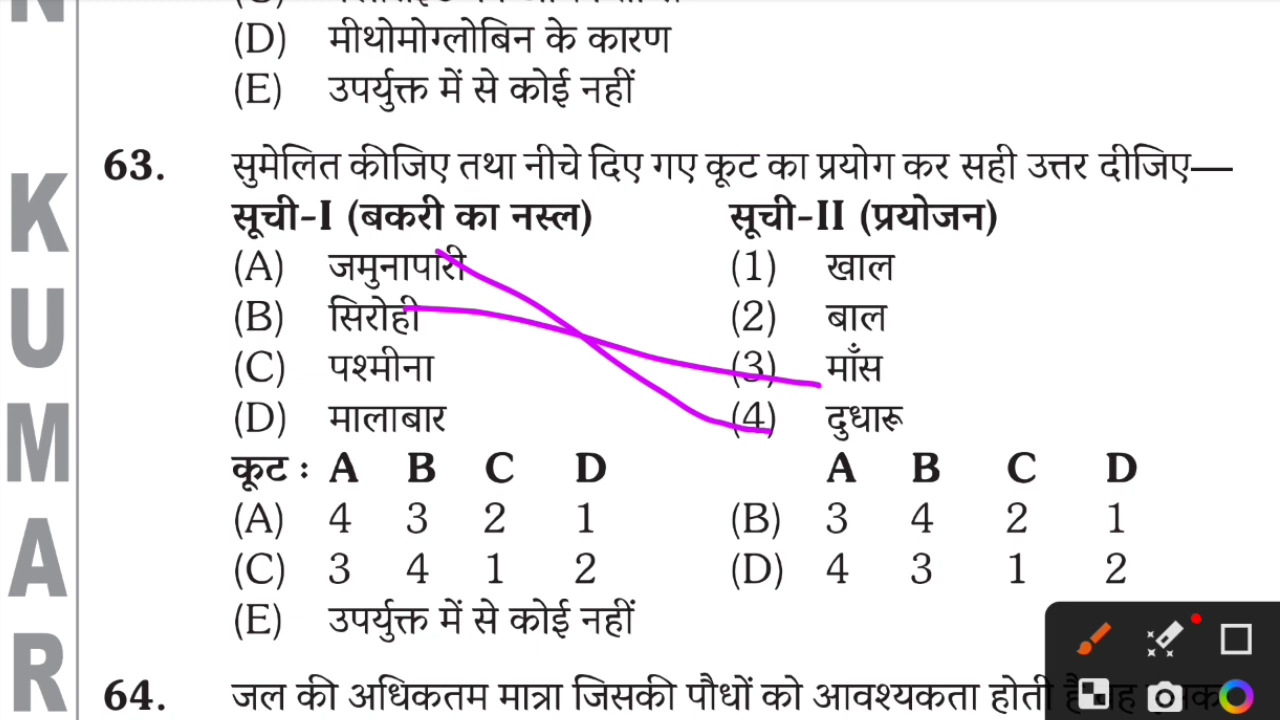 (D) मीथोमोग्लोबिन के कारण
(E) उपर्युक्त में से कोई नहीं
63. सुमेलित कीजिए तथा नीचे दिए गए कूट का प्रयोग कर सही उत्तर दीजिए—
सूची-I (बकरी का नस्ल) सूची-II (प्रयोजन)
(A) जमुनापारी (1) खाल
(B) सिरोही (2) बाल
(C) पश्मीना (3) माँस
(D) मालाबार (4) दुधारू
कूट : A B C D A B C D
(A) 4 3 2 1 (B) 3 4 2 1
(C) 3 4 1 2 (D) 4 3 1 2
(E) उपर्युक्त में से कोई नहीं
64. जल की अधिकतम मात्रा जिसकी पौधों को आवश्यकता होती
KUMAR